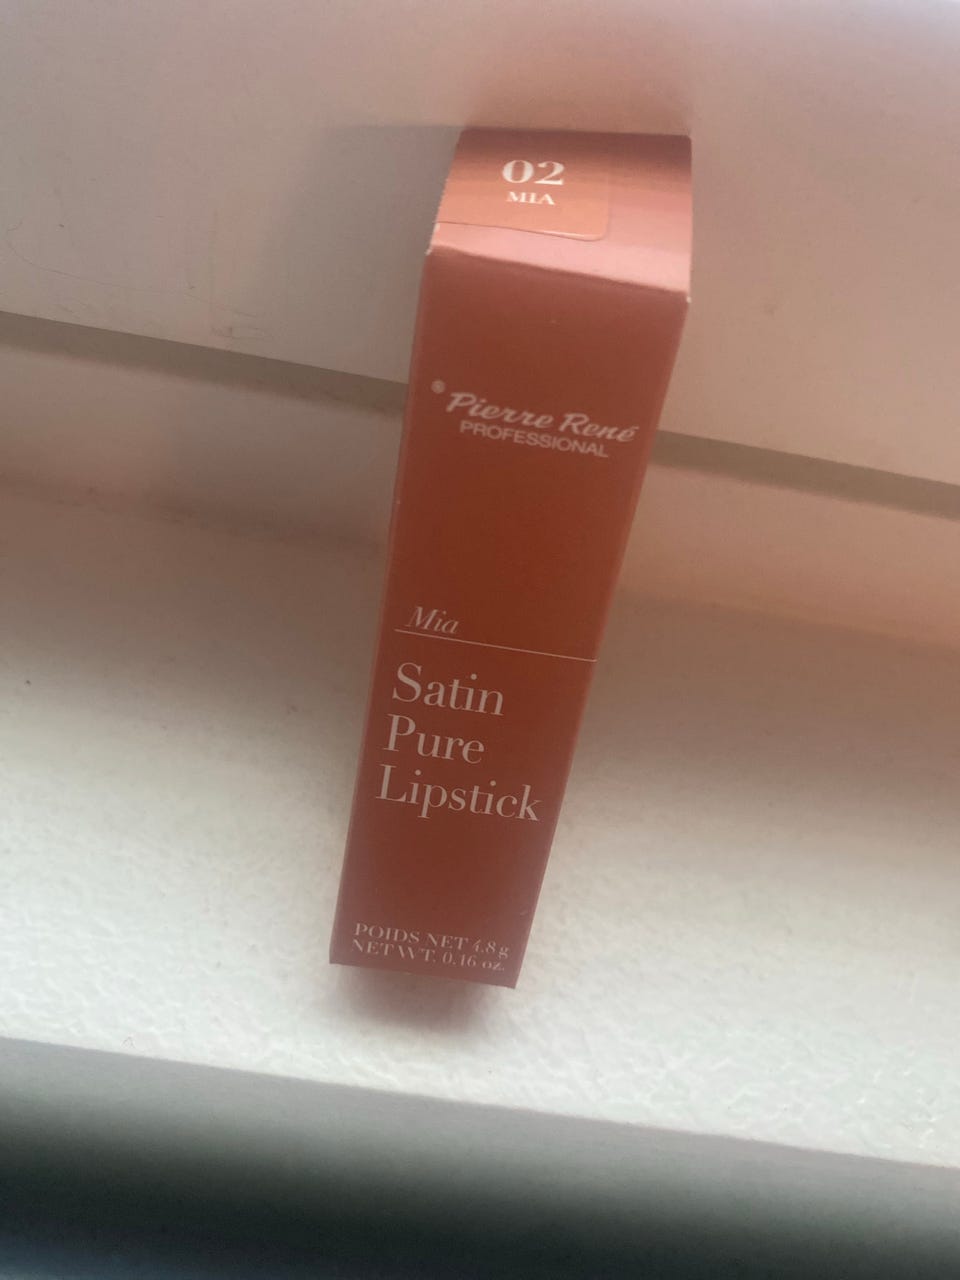 02
MIA
® Pierre René
PROFESSIONAL
Mia
Satin
Pure
Lipstick
POIDS NET 4.8 g
NET WT. 0.16 oz.